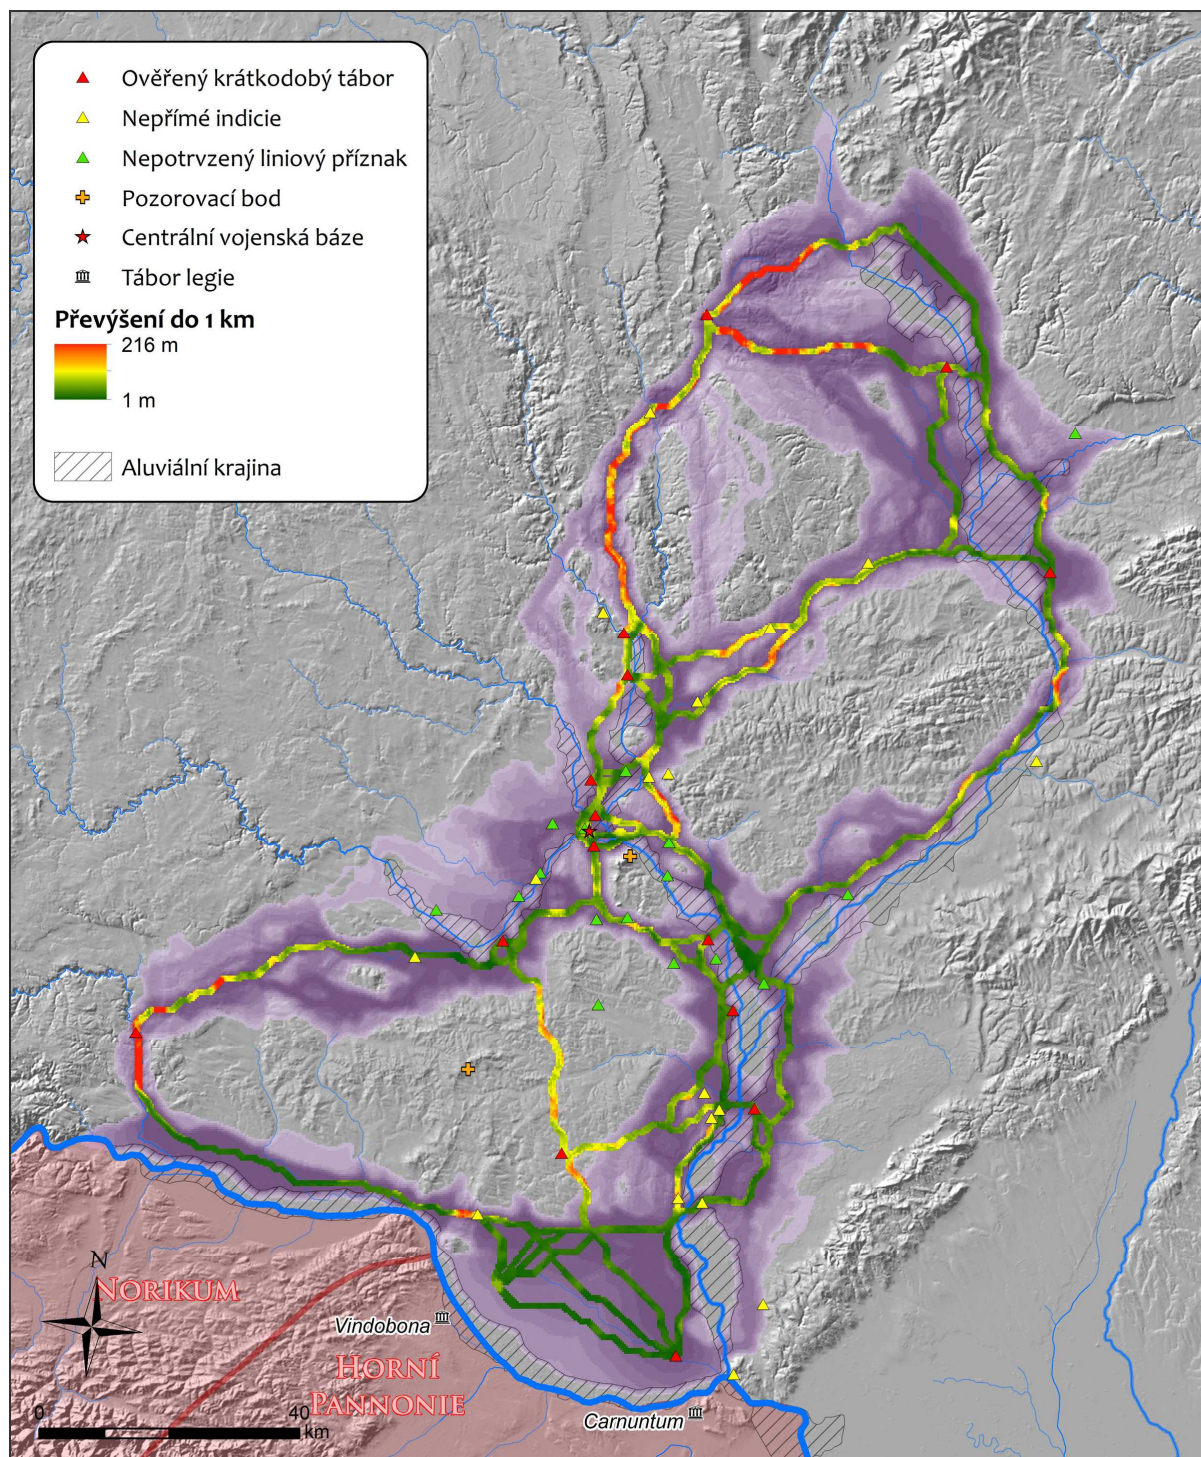 Ověřený krátkodobý tábor
Nepřímé indicie
Nepotrvzený liniový příznak
Pozorovací bod
Centrální vojenská báze
Tábor legie
Převýšení do 1 km
216 m
1 m
Aluviální krajina
N
NORIKUM
Vindobona
HORNÍ
PANNONIE
Carnuntum
0 40
km